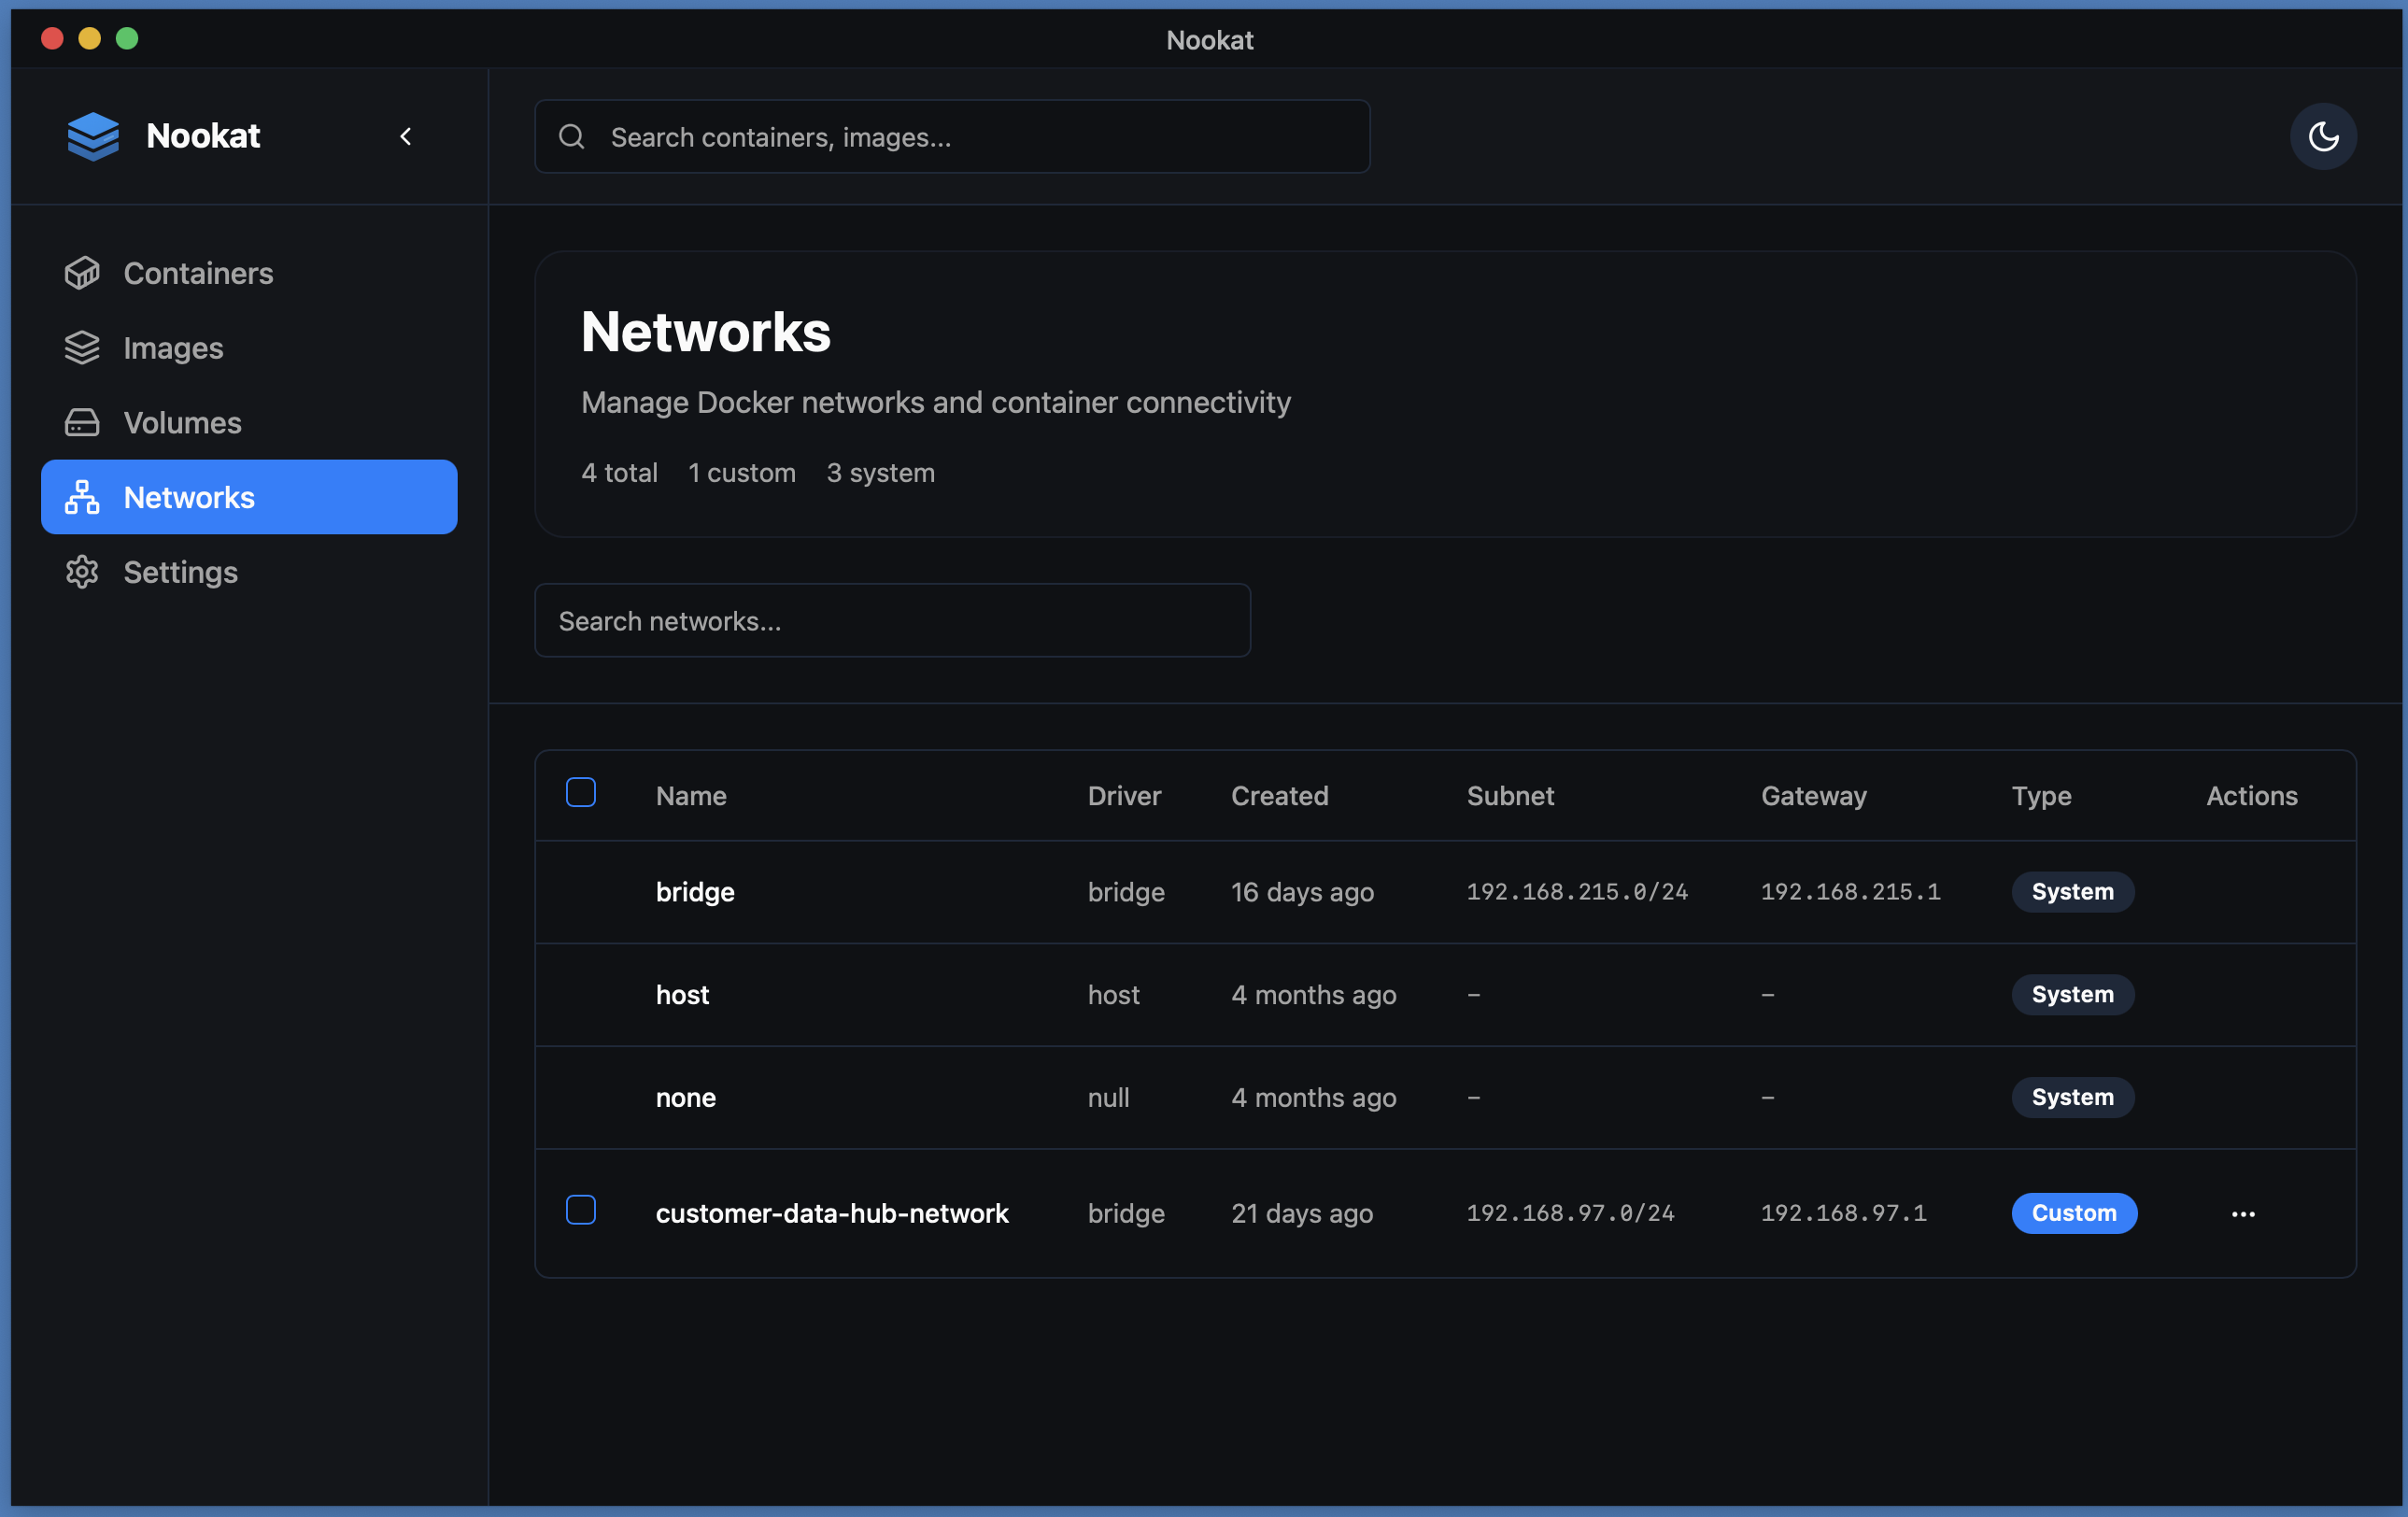 Nookat
Nookat
Search containers, images...
Containers
Images
Volumes
Networks
Settings
Networks
Manage Docker networks and container connectivity
4 total 1 custom 3 system
Search networks...
Name Driver Created Subnet Gateway Type Actions
bridge bridge 16 days ago 192.168.215.0/24 192.168.215.1 System
host host 4 months ago – – System
none null 4 months ago – – System
customer-data-hub-network bridge 21 days ago 192.168.97.0/24 192.168.97.1 Custom ...